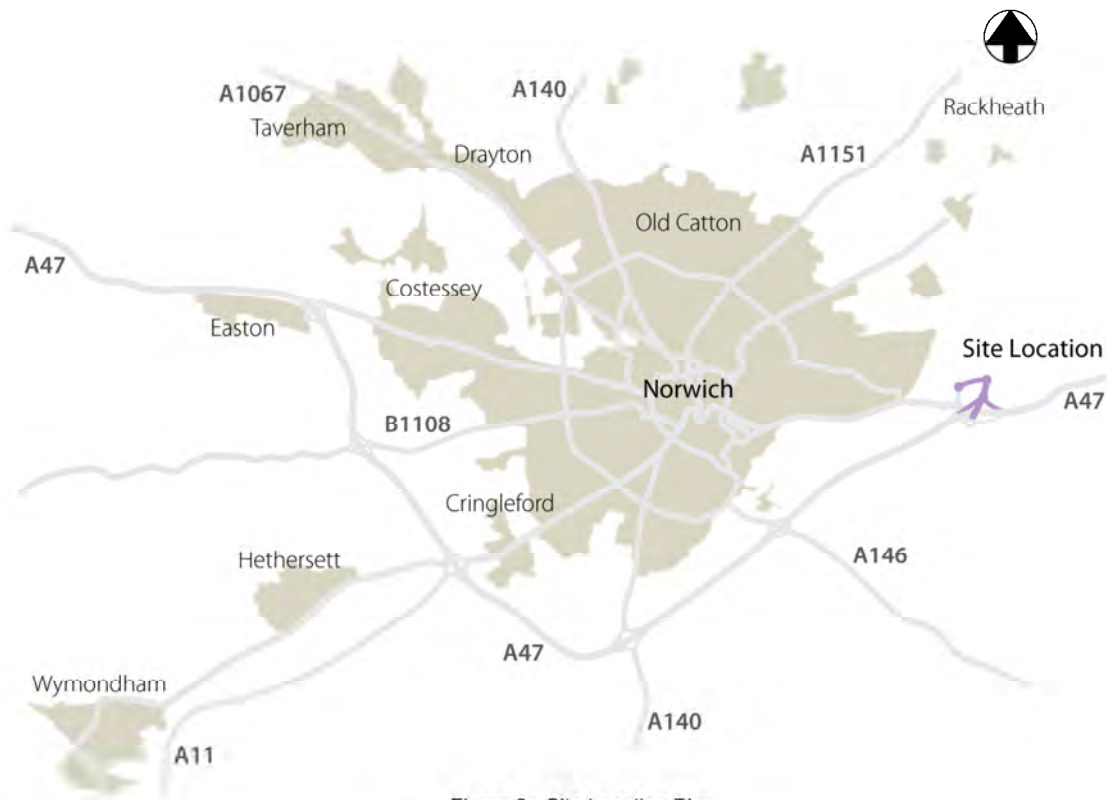 A1067
A140
Rackheath
Taverham
Drayton
A1151
Old Catton
A47
Costessey
Easton
Site Location
Norwich
A47
B1108
Cringleford
Hethersett
A146
A47
Wymondham
A140
A11